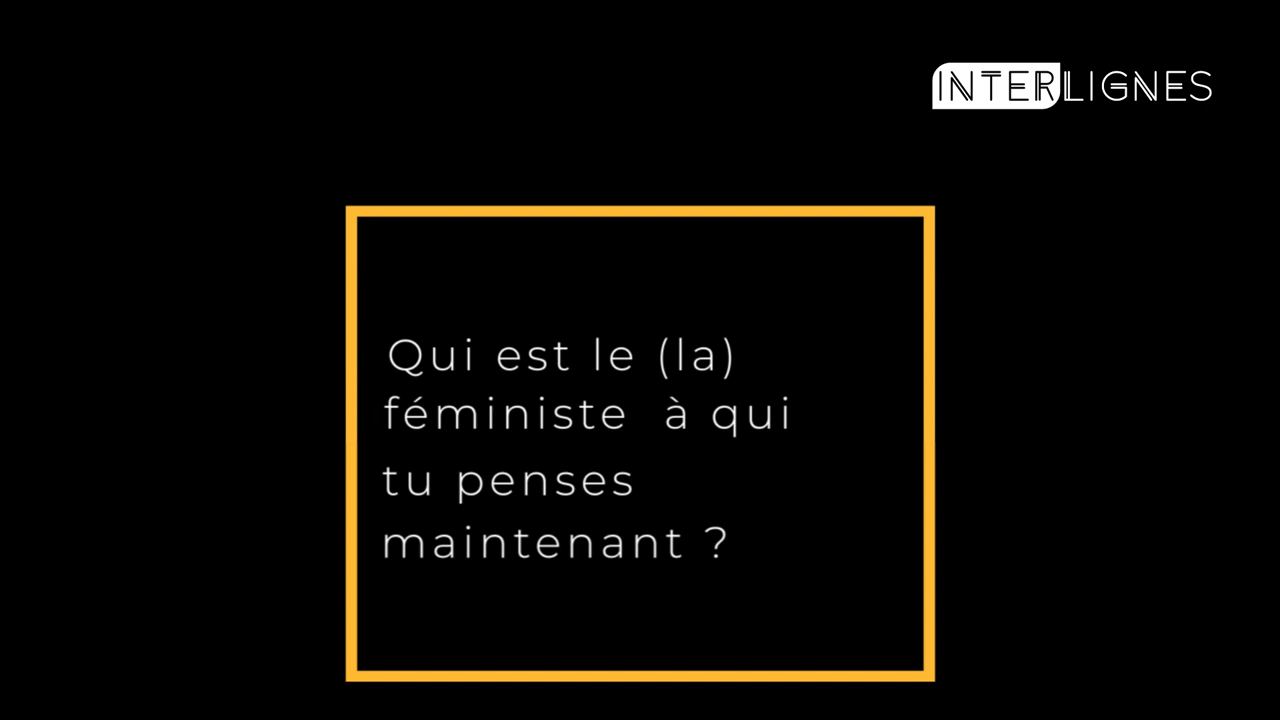 INTERLIGNES
Qui est le (la)
féministe à qui
tu penses
maintenant ?